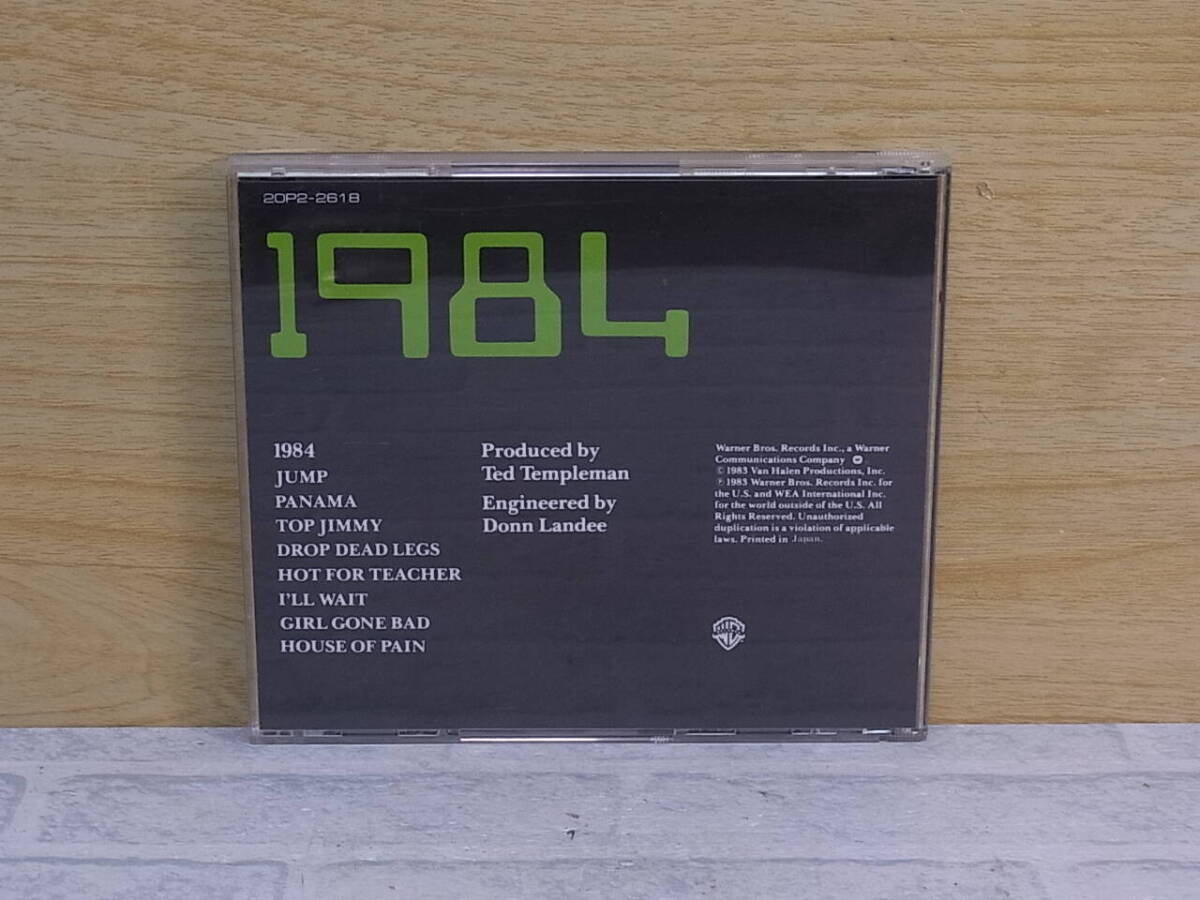 20P2-2618
1984
1984
JUMP
PANAMA
TOP JIMMY
DROP DEAD LEGS
HOT FOR TEACHER
I'LL WAIT
GIRL GONE BAD
HOUSE OF PAIN
Produced by
Ted Templeman
Engineered by
Donn Landee
Warner Bros. Records Inc., a Warner
Communications Company
© 1983 Van Halen Productions, Inc.
℗ 1983 Warner Bros. Records Inc. for
the U.S. and WEA International Inc.
for the world outside of the U.S. All
Rights Reserved. Unauthorized
duplication is a violation of applicable
laws. Printed in Japan.